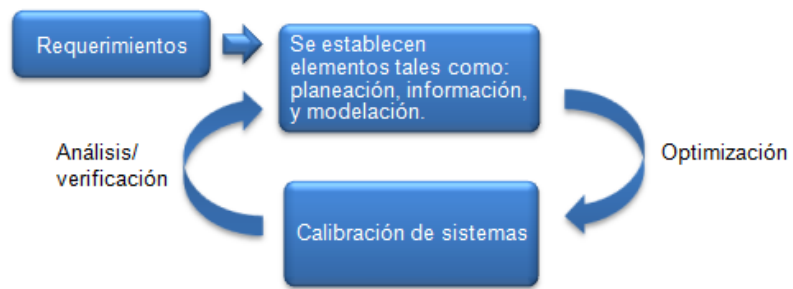 Requerimientos
Se establecen
elementos tales como:
planeación, información,
y modelación.
Análisis/
verificación
Optimización
Calibración de sistemas